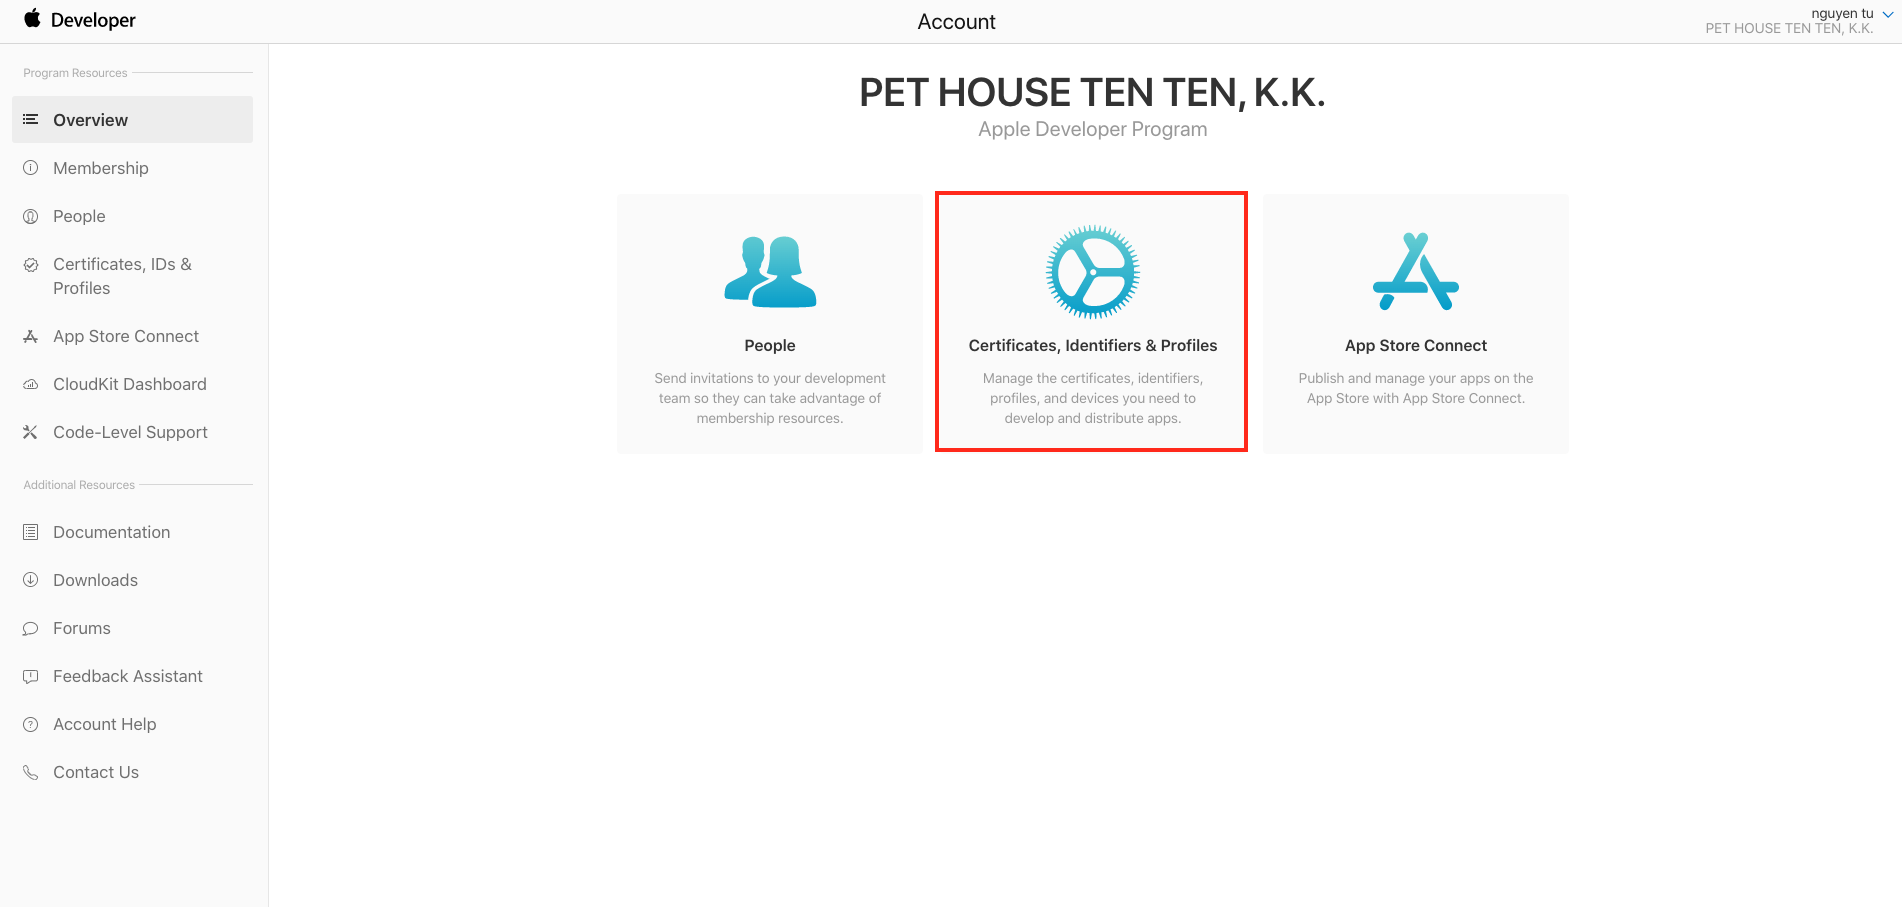 Developer
Account
nguyen tu
PET HOUSE TEN TEN, K.K.
Program Resources
Overview
Membership
People
Certificates, IDs &
Profiles
App Store Connect
CloudKit Dashboard
Code-Level Support
Additional Resources
Documentation
Downloads
Forums
Feedback Assistant
Account Help
Contact Us
PET HOUSE TEN TEN, K.K.
Apple Developer Program
People
Send invitations to your development
team so they can take advantage of
membership resources.
Certificates, Identifiers & Profiles
Manage the certificates, identifiers,
profiles, and devices you need to
develop and distribute apps.
App Store Connect
Publish and manage your apps on the
App Store with App Store Connect.